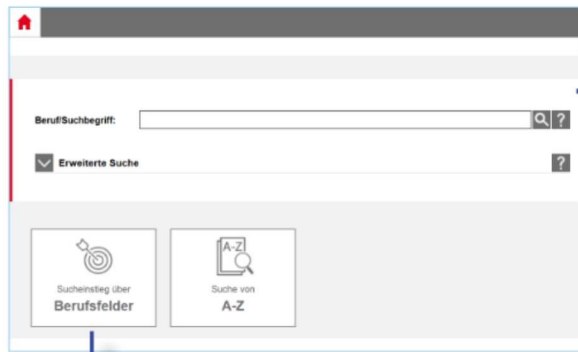 Beruf/Suchbegriff:
?
Erweiterte Suche
?
A-Z
Sucheinstieg über
Berufsfelder
Suche von
A-Z